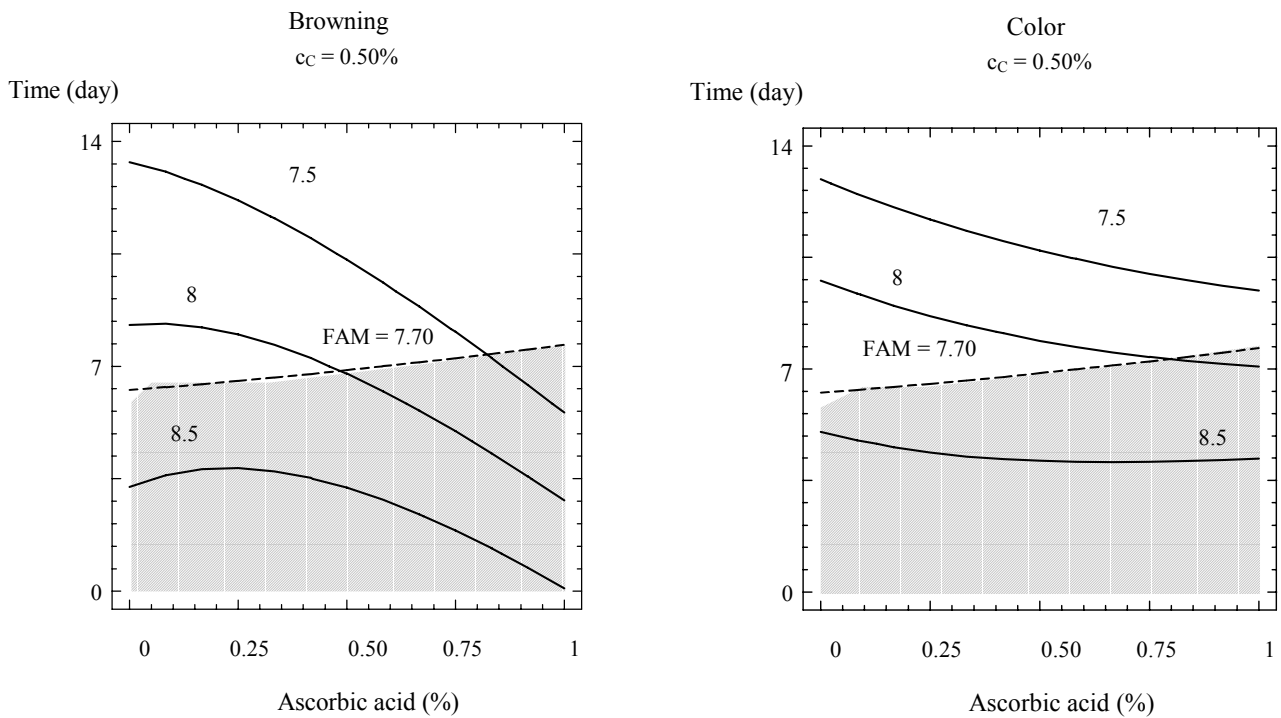 Browning
c_C = 0.50%
Time (day)
14
7.5
8
FAM = 7.70
7
8.5
0
0 0.25 0.50 0.75 1
Ascorbic acid (%)
Color
c_C = 0.50%
Time (day)
14
7.5
8
FAM = 7.70
7
8.5
0
0 0.25 0.50 0.75 1
Ascorbic acid (%)